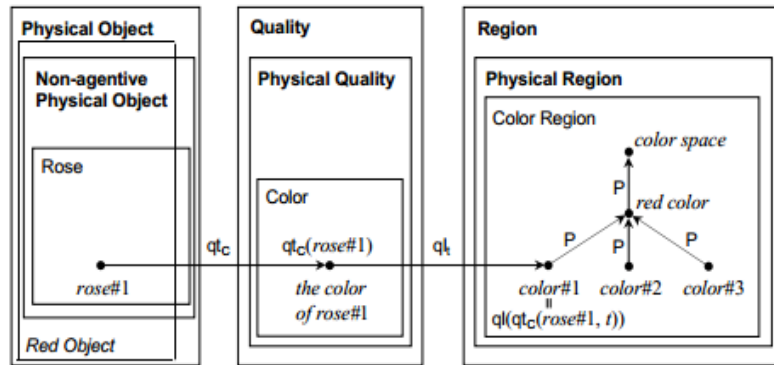 Physical Object
Non-agentive
Physical Object
Rose
rose#1
Red Object
qtC
Quality
Physical Quality
Color
qtC(rose#1)
the color
of rose#1
qlt
Region
Physical Region
Color Region
color space
P
red color
P
P
P
color#1
color#2
color#3
=
ql(qtC(rose#1, t))